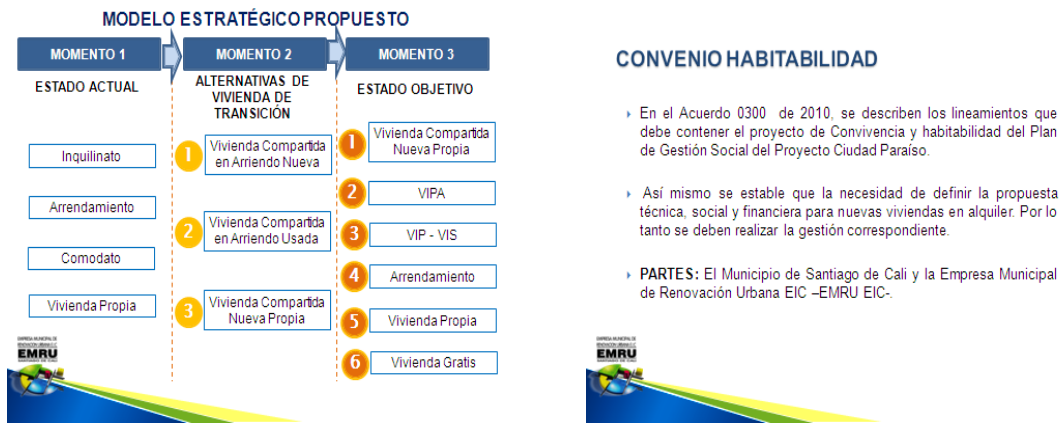 MODELO ESTRATÉGICO PROPUESTO
MOMENTO 1
ESTADO ACTUAL
Inquilinato
Arrendamiento
Comodato
Vivienda Propia
MOMENTO 2
ALTERNATIVAS DE
VIVIENDA DE
TRANSICIÓN
1
Vivienda Compartida
en Arriendo Nueva
2
Vivienda Compartida
en Arriendo Usada
3
Vivienda Compartida
Nueva Propia
MOMENTO 3
ESTADO OBJETIVO
1
Vivienda Compartida
Nueva Propia
2
VIPA
3
VIP - VIS
4
Arrendamiento
5
Vivienda Propia
6
Vivienda Gratis
EMRU
CONVENIO HABITABILIDAD
En el Acuerdo 0300 de 2010, se describen los lineamientos que
debe contener el proyecto de Convivencia y habitabilidad del Plan
de Gestión Social del Proyecto Ciudad Paraíso.
Así mismo se estable que la necesidad de definir la propuesta
técnica, social y financiera para nuevas viviendas en alquiler. Por lo
tanto se deben realizar la gestión correspondiente.
PARTES: El Municipio de Santiago de Cali y la Empresa Municipal
de Renovación Urbana EIC –EMRU EIC-.
EMRU